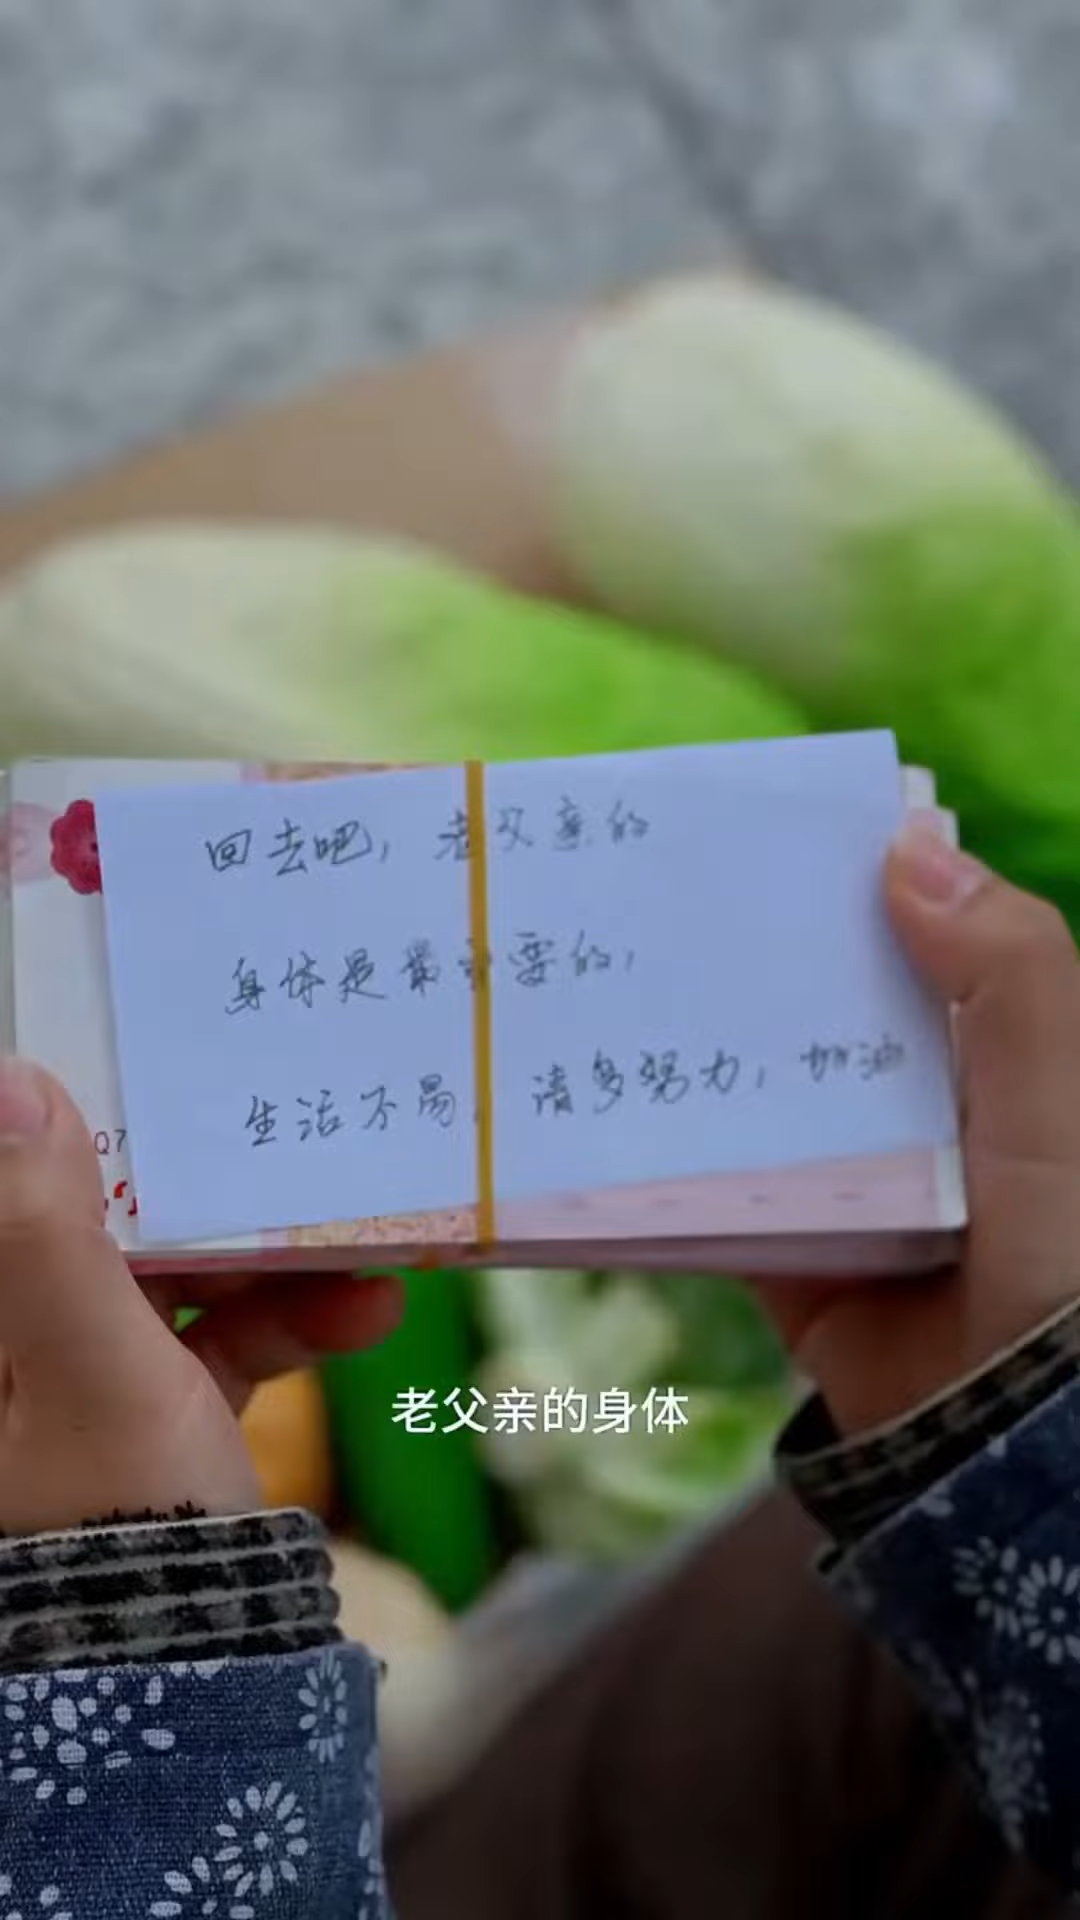 回去吧，老父亲的
身体是最重要的，
生活不易，请多努力，加油
Q7
老父亲的身体